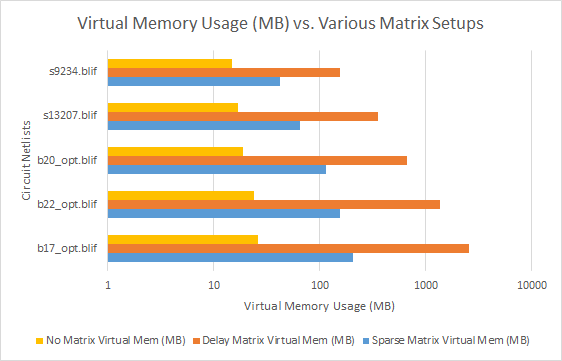 Virtual Memory Usage (MB) vs. Various Matrix Setups
Circuit Netlists
s9234.blif
s13207.blif
b20_opt.blif
b22_opt.blif
b17_opt.blif
1 10 100 1000 10000
Virtual Memory Usage (MB)
No Matrix Virtual Mem (MB) Delay Matrix Virtual Mem (MB) Sparse Matrix Virtual Mem (MB)